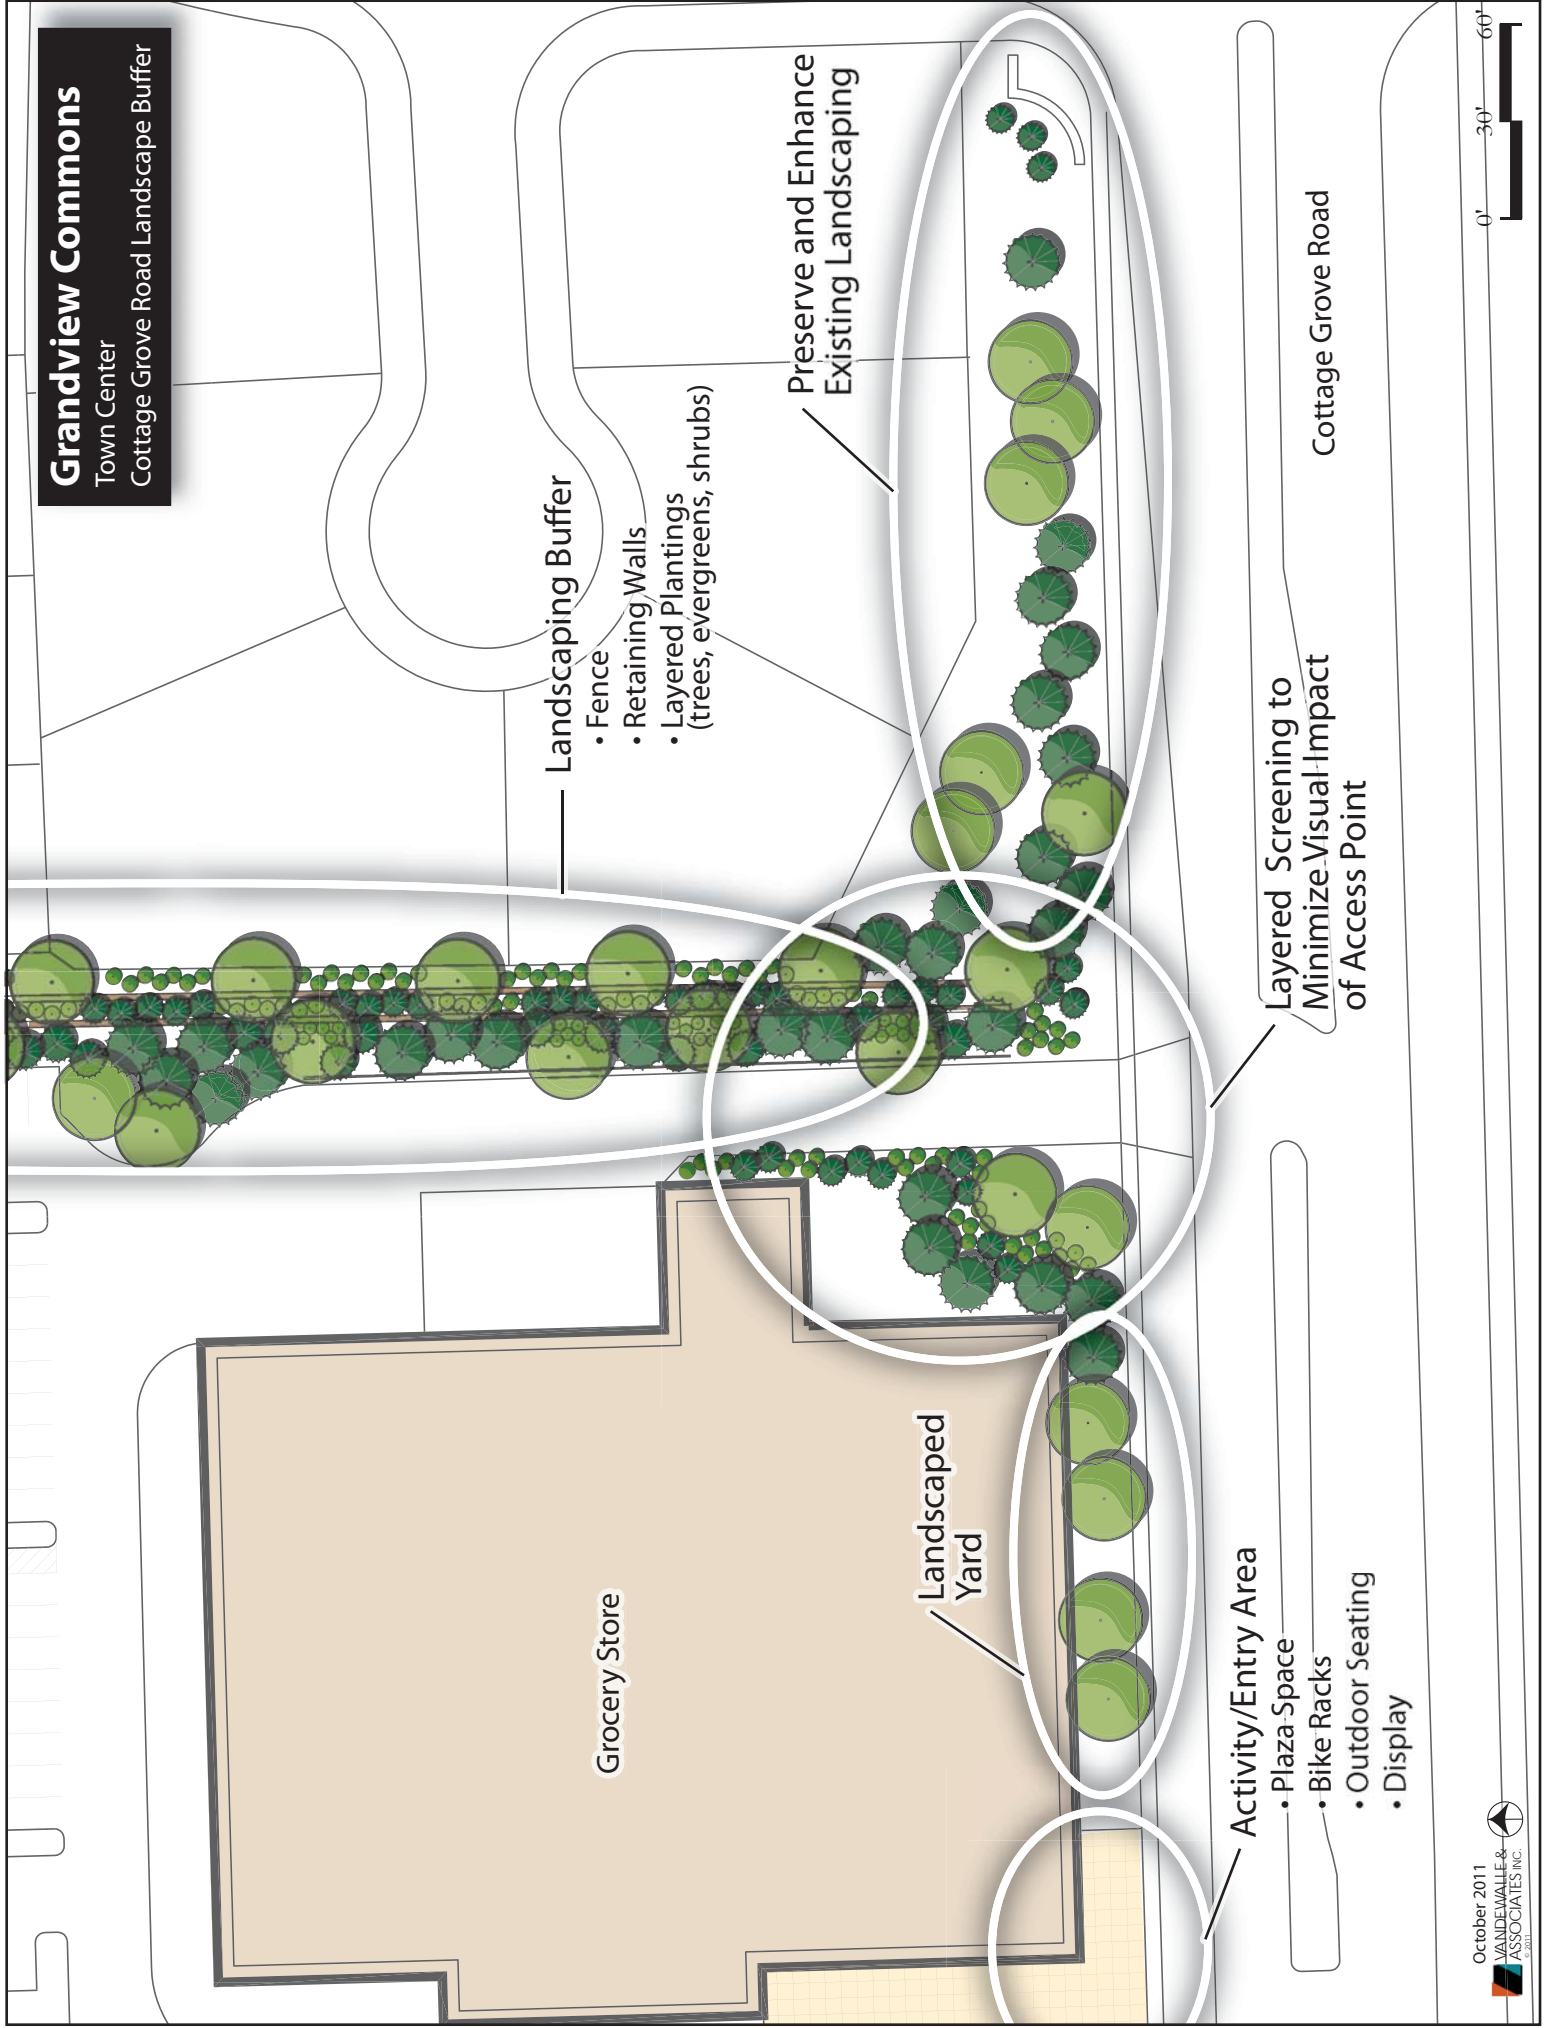 Grandview Commons
Town Center
Cottage Grove Road Landscape Buffer
Landscaping Buffer
• Fence
• Retaining Walls
• Layered Plantings
(trees, evergreens, shrubs)
Preserve and Enhance
Existing Landscaping
Grocery Store
Landscaped
Yard
Activity/Entry Area
• Plaza Space
• Bike Racks
• Outdoor Seating
• Display
Layered Screening to
Minimize Visual Impact
of Access Point
Cottage Grove Road
October 2011
VANDEWALLE &
ASSOCIATES INC.
© 2011
0' 30' 60'